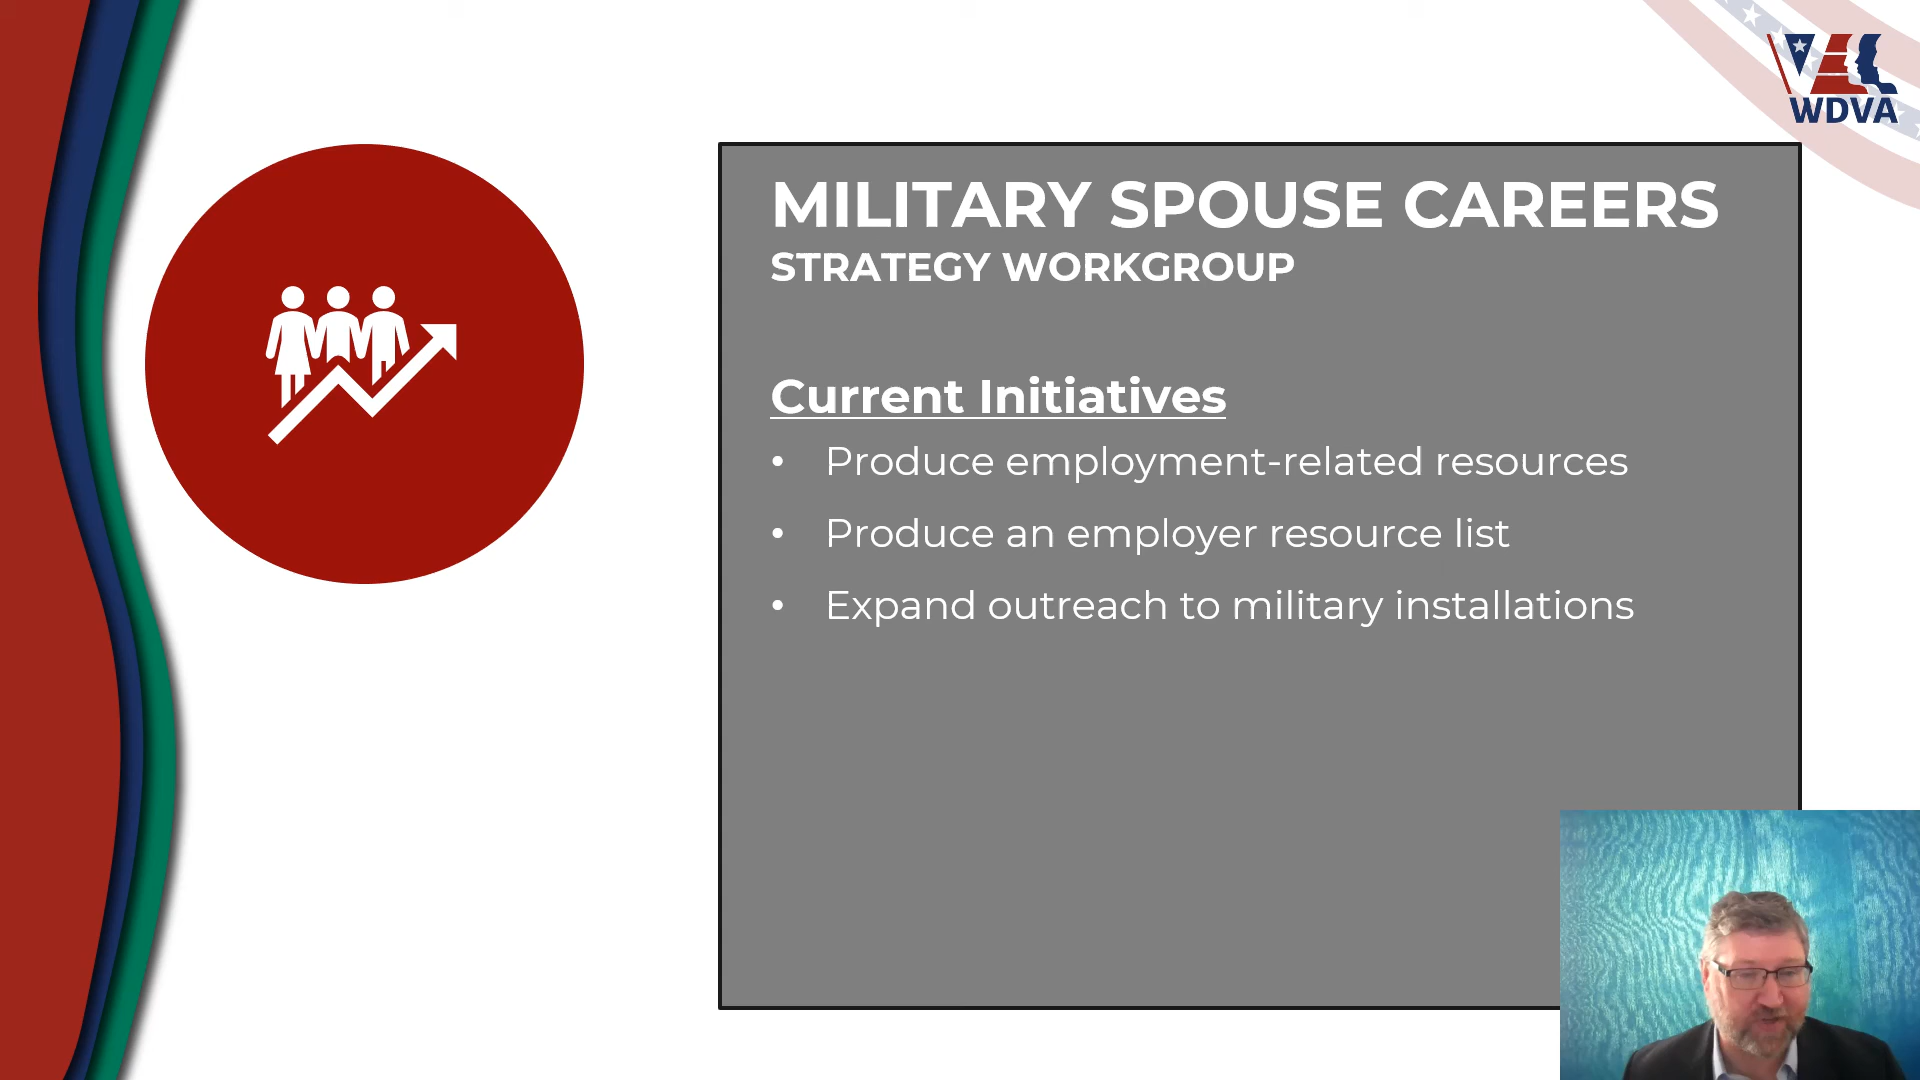 WDVA
MILITARY SPOUSE CAREERS
STRATEGY WORKGROUP
Current Initiatives
• Produce employment-related resources
• Produce an employer resource list
• Expand outreach to military installations